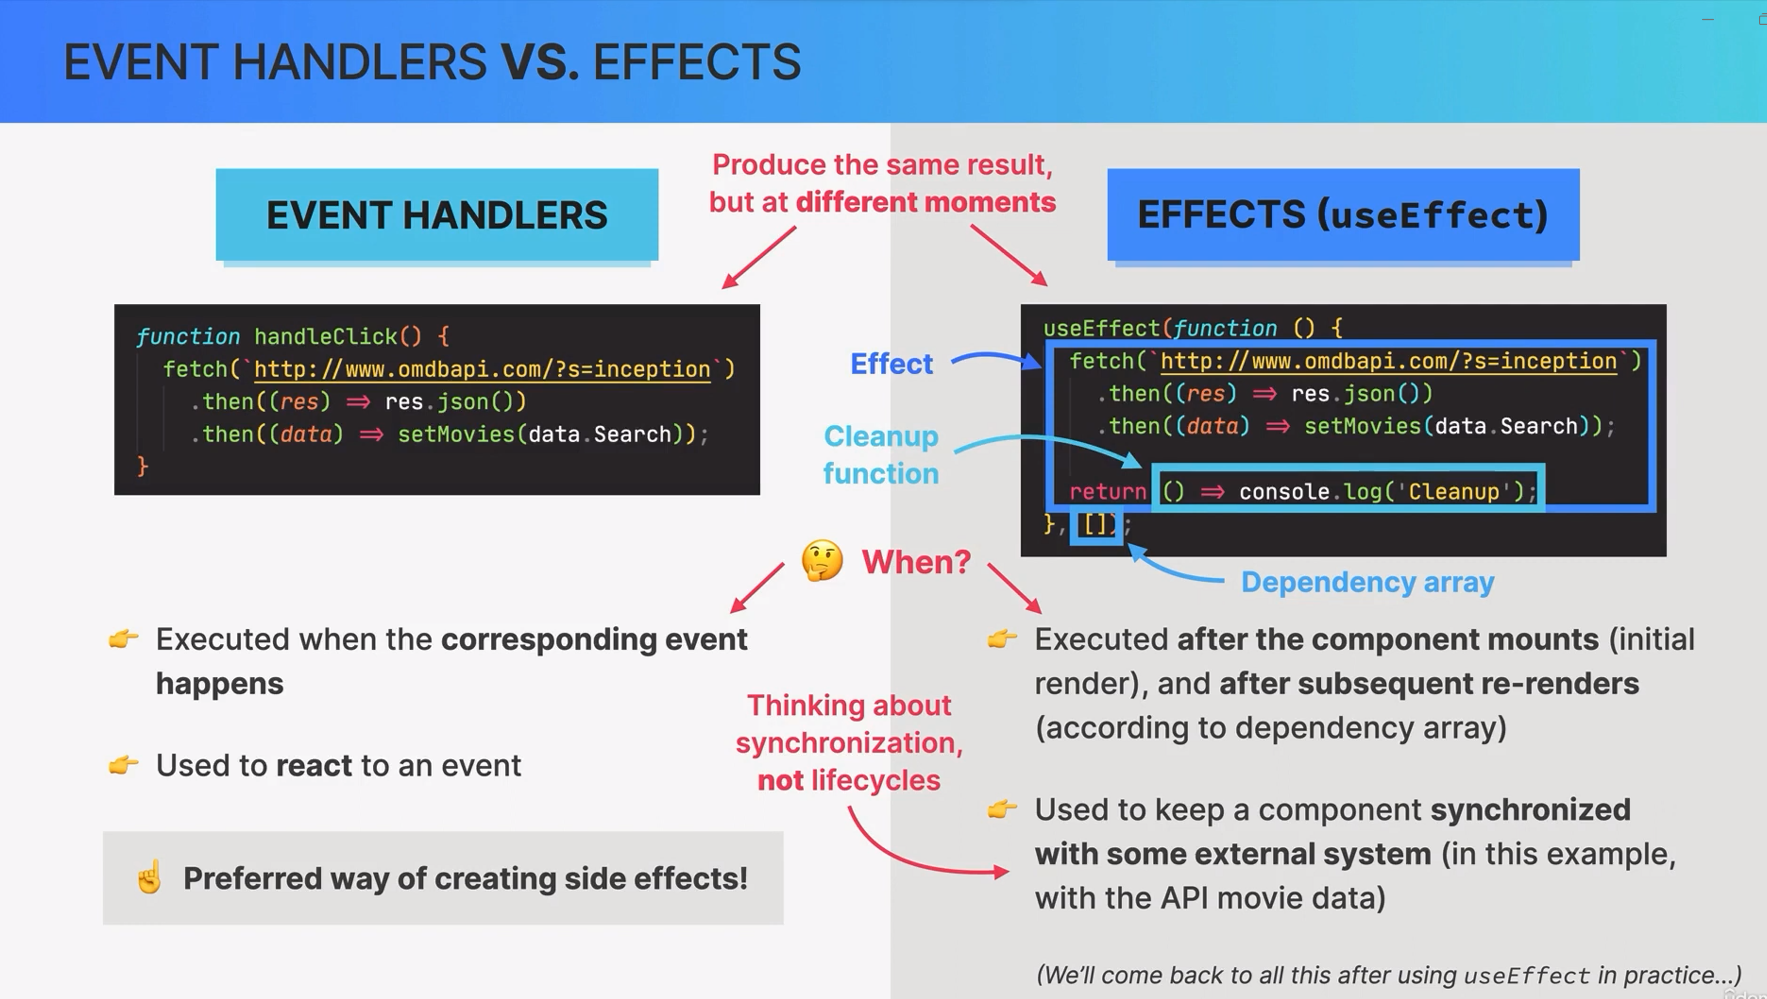 EVENT HANDLERS VS. EFFECTS
Produce the same result,
but at different moments
EVENT HANDLERS
function handleClick() {
fetch(`http://www.omdbapi.com/?s=inception`)
.then((res) => res.json())
.then((data) => setMovies(data.Search));
}
EFFECTS (useEffect)
useEffect(function () {
fetch(`http://www.omdbapi.com/?s=inception`)
.then((res) => res.json())
.then((data) => setMovies(data.Search));
return () => console.log('Cleanup');
}, []);
Effect
Cleanup
function
Dependency array
🤔 When?
👉 Executed when the corresponding event
happens
👉 Used to react to an event
☝️ Preferred way of creating side effects!
Thinking about
synchronization,
not lifecycles
👉 Executed after the component mounts (initial
render), and after subsequent re-renders
(according to dependency array)
👉 Used to keep a component synchronized
with some external system (in this example,
with the API movie data)
(We'll come back to all this after using useEffect in practice...)